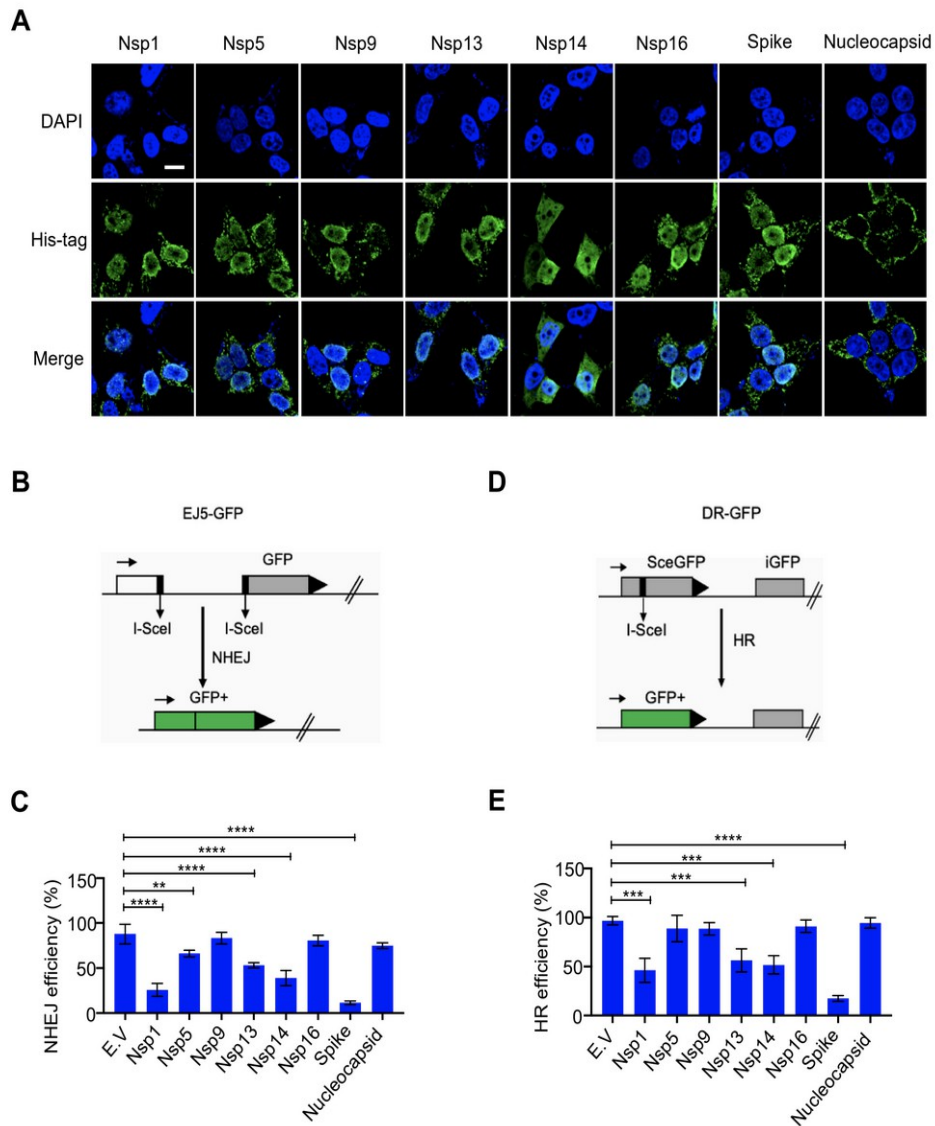 A
Nsp1 Nsp5 Nsp9 Nsp13 Nsp14 Nsp16 Spike Nucleocapsid
DAPI
His-tag
Merge
B
EJ5-GFP
GFP
I-SceI I-SceI
NHEJ
GFP+
D
DR-GFP
SceGFP iGFP
I-SceI
HR
GFP+
C
****
****
****
**
****
NHEJ efficiency (%)
150
100
50
0
E.V Nsp1 Nsp5 Nsp9 Nsp13 Nsp14 Nsp16 Spike Nucleocapsid
E
****
***
***
***
HR efficiency (%)
150
100
50
0
E.V Nsp1 Nsp5 Nsp9 Nsp13 Nsp14 Nsp16 Spike Nucleocapsid